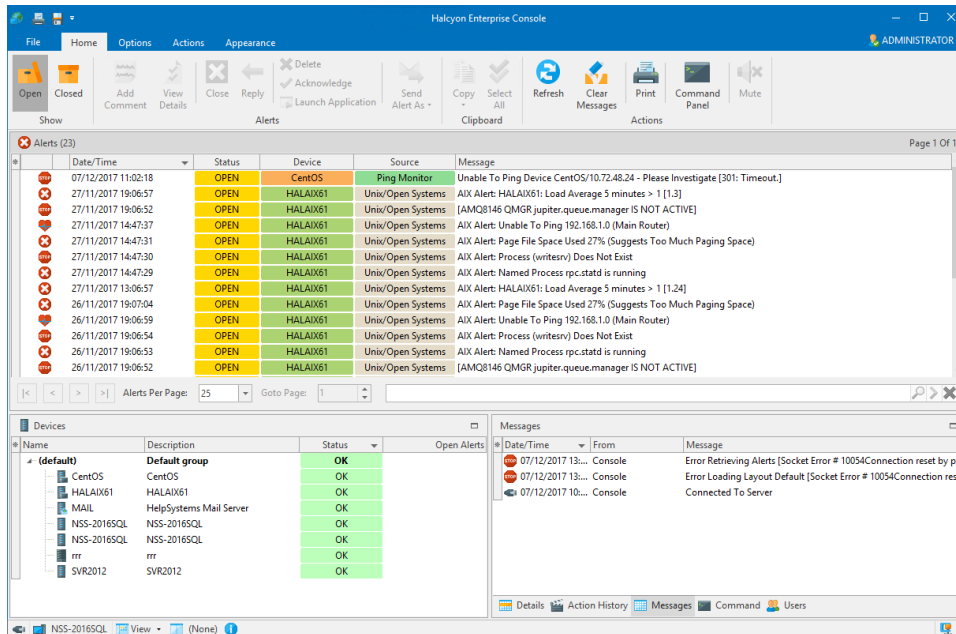 Halcyon Enterprise Console
File Home Options Actions Appearance ADMINISTRATOR
Open Closed Add Comment View Details Close Reply Delete Acknowledge Launch Application Send Alert As Copy Select All Refresh Clear Messages Print Command Panel Mute
Show Alerts Clipboard Actions
Alerts (23) Page 1 Of 1
Date/Time Status Device Source Message
STOP 07/12/2017 11:02:18 OPEN CentOS Ping Monitor Unable To Ping Device CentOS/10.72.48.24 - Please Investigate [301: Timeout.]
27/11/2017 19:06:57 OPEN HALAIX61 Unix/Open Systems AIX Alert: HALAIX61: Load Average 5 minutes > 1 [1.3]
STOP 27/11/2017 19:06:52 OPEN HALAIX61 Unix/Open Systems [AMQ8146 QMGR jupiter.queue.manager IS NOT ACTIVE]
27/11/2017 14:47:37 OPEN HALAIX61 Unix/Open Systems AIX Alert: Unable To Ping 192.168.1.0 (Main Router)
27/11/2017 14:47:31 OPEN HALAIX61 Unix/Open Systems AIX Alert: Page File Space Used 27% (Suggests Too Much Paging Space)
STOP 27/11/2017 14:47:30 OPEN HALAIX61 Unix/Open Systems AIX Alert: Process (writesrv) Does Not Exist
27/11/2017 14:47:29 OPEN HALAIX61 Unix/Open Systems AIX Alert: Named Process rpc.statd is running
27/11/2017 13:06:57 OPEN HALAIX61 Unix/Open Systems AIX Alert: HALAIX61: Load Average 5 minutes > 1 [1.24]
26/11/2017 19:07:04 OPEN HALAIX61 Unix/Open Systems AIX Alert: Page File Space Used 27% (Suggests Too Much Paging Space)
26/11/2017 19:06:59 OPEN HALAIX61 Unix/Open Systems AIX Alert: Unable To Ping 192.168.1.0 (Main Router)
STOP 26/11/2017 19:06:54 OPEN HALAIX61 Unix/Open Systems AIX Alert: Process (writesrv) Does Not Exist
26/11/2017 19:06:53 OPEN HALAIX61 Unix/Open Systems AIX Alert: Named Process rpc.statd is running
STOP 26/11/2017 19:06:52 OPEN HALAIX61 Unix/Open Systems [AMQ8146 QMGR jupiter.queue.manager IS NOT ACTIVE]
|< < > >| Alerts Per Page: 25 Goto Page: 1
Devices
Name Description Status Open Alerts
(default) Default group OK
CentOS CentOS OK
HALAIX61 HALAIX61 OK
MAIL HelpSystems Mail Server OK
NSS-2016SQL NSS-2016SQL OK
NSS-2016SQL NSS-2016SQL OK
rrr rrr OK
SVR2012 SVR2012 OK
Messages
Date/Time From Message
STOP 07/12/2017 13:... Console Error Retrieving Alerts [Socket Error # 10054Connection reset by p
STOP 07/12/2017 13:... Console Error Loading Layout Default [Socket Error # 10054Connection res
07/12/2017 10:... Console Connected To Server
Details Action History Messages Command Users
NSS-2016SQL View (None)